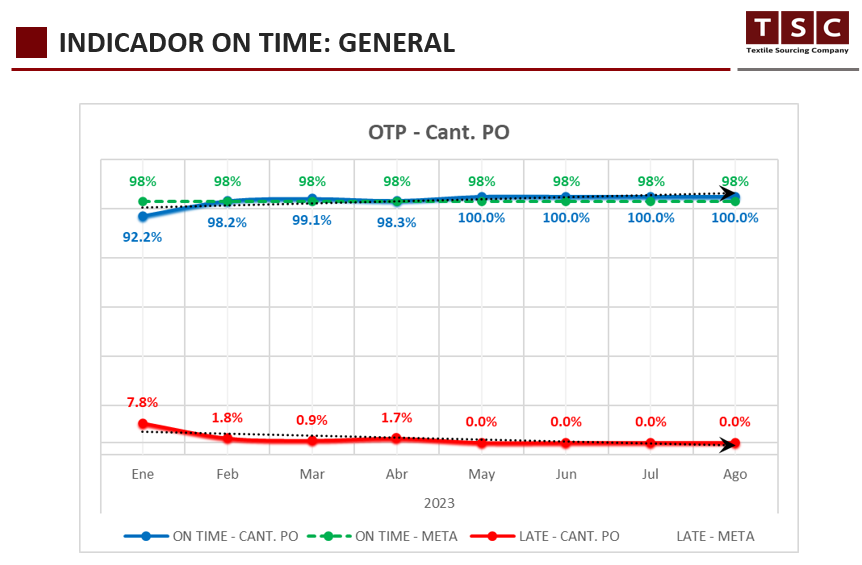 INDICADOR ON TIME: GENERAL
TSC
Textile Sourcing Company
OTP - Cant. PO
98% 98% 98% 98% 98% 98% 98% 98%
92.2% 98.2% 99.1% 98.3% 100.0% 100.0% 100.0% 100.0%
7.8% 1.8% 0.9% 1.7% 0.0% 0.0% 0.0% 0.0%
Ene Feb Mar Abr May Jun Jul Ago
2023
ON TIME - CANT. PO ON TIME - META LATE - CANT. PO LATE - META